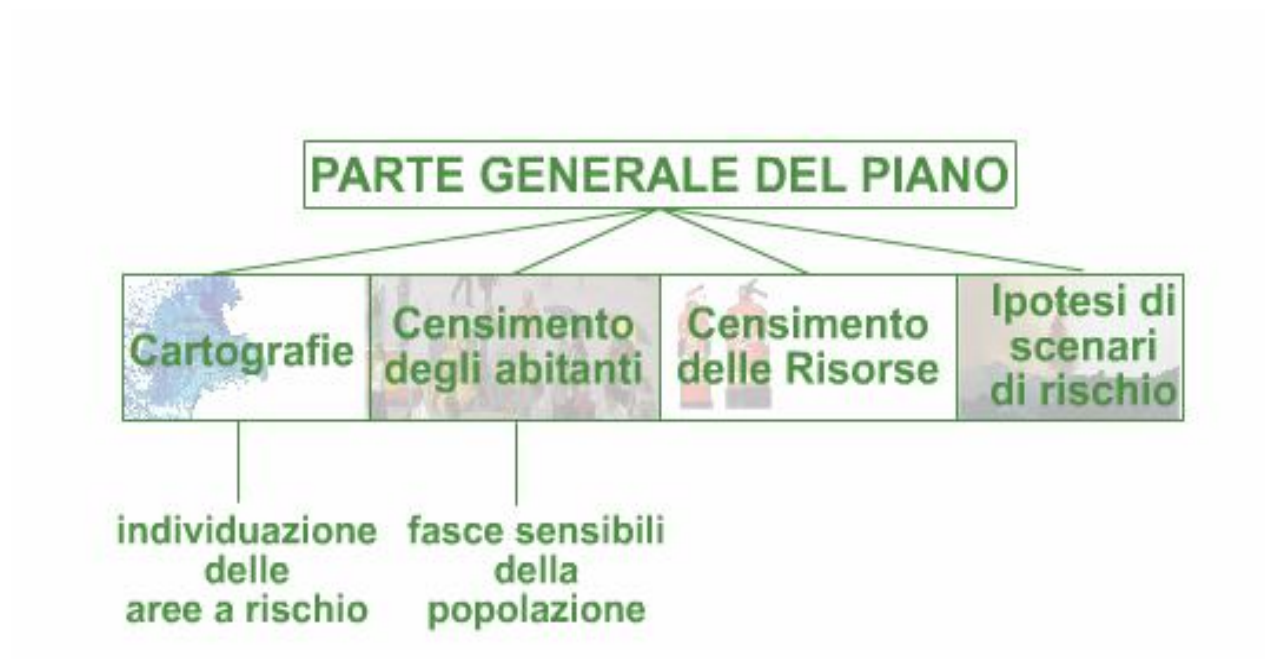 PARTE GENERALE DEL PIANO
Cartografie
Censimento
degli abitanti
Censimento
delle Risorse
Ipotesi di
scenari
di rischio
individuazione
delle
aree a rischio
fasce sensibili
della
popolazione